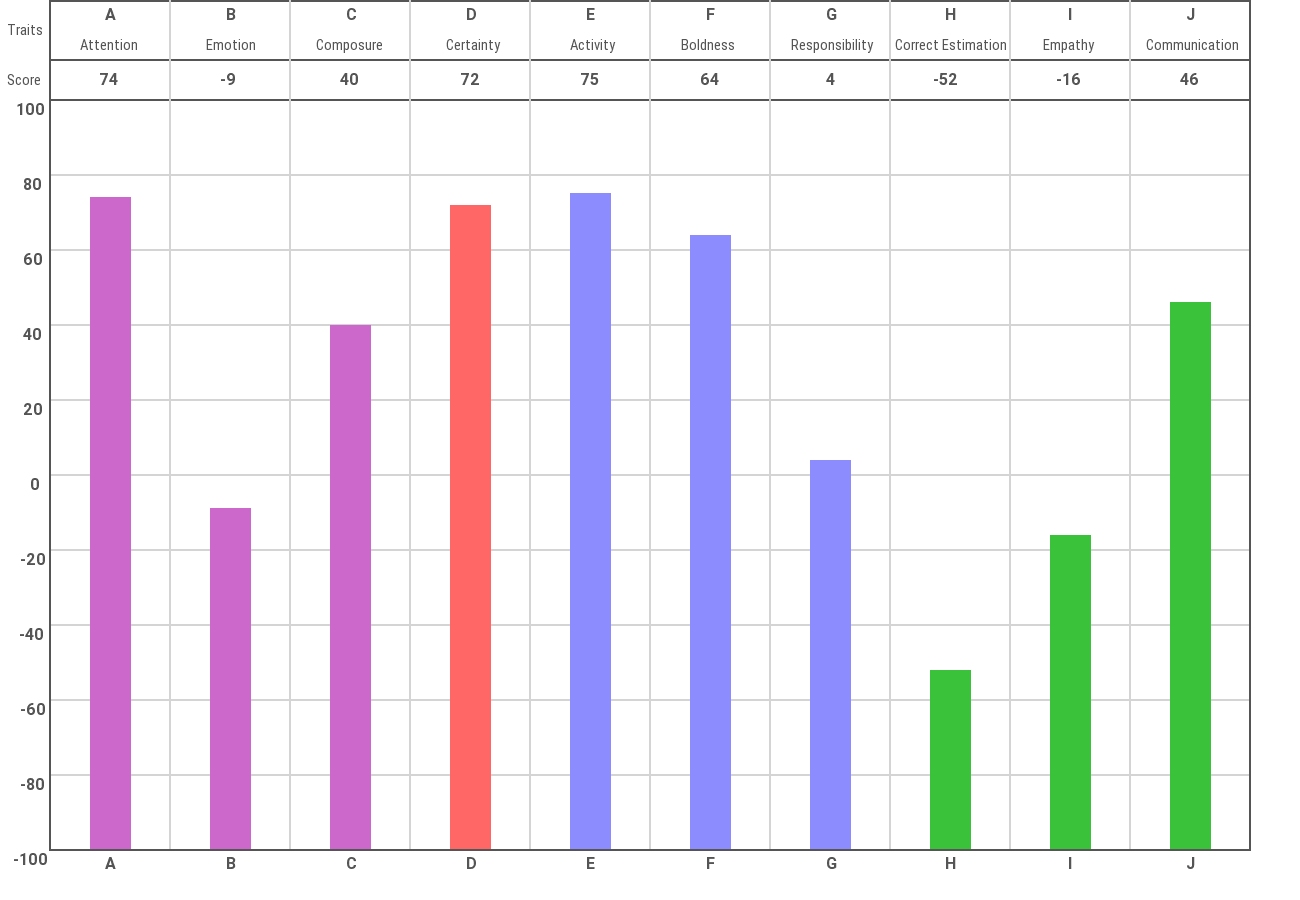 A B C D E F G H I J
Traits
Attention Emotion Composure Certainty Activity Boldness Responsibility Correct Estimation Empathy Communication
Score 74 -9 40 72 75 64 4 -52 -16 46
100
80
60
40
20
0
-20
-40
-60
-80
-100
A B C D E F G H I J